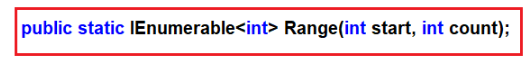 public static IEnumerable<int> Range(int start, int count);